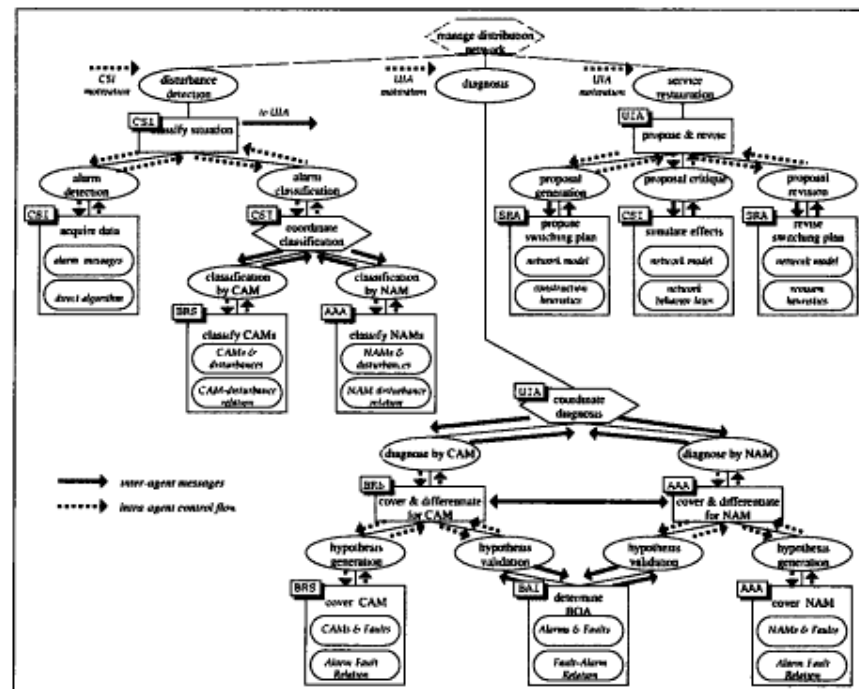 manage distribution
network
CSI
motivation
disturbance
detection
UIA
motivation
diagnosis
UIA
motivation
service
restauration
to UIA
CSI
classify situation
UIA
propose & revise
alarm
detection
alarm
classification
proposal
generation
proposal critique
proposal
revision
CSI
acquire data
alarm messages
direct algorithm
CSI
coordinate
classification
SRA
propose
switching plan
network model
construction
heuristics
CSI
simulate effects
network
model
network
behavior laws
SRA
revise
switching plan
network model
heuristics
classification
by CAM
classification
by NAM
BRS
classify CAMs
CAMs &
disturbances
CAM-disturbance
relation
AAA
classify NAMs
NAMs &
disturbances
NAM disturbance
relation
UIA
coordinate
diagnosis
diagnose by CAM
diagnose by NAM
inter-agent messages
intra agent control flow
BRS
cover & differentiate
for CAM
AAA
cover & differentiate
for NAM
hypothesis
generation
hypothesis
validation
hypothesis
validation
hypothesis
generation
BRS
cover CAM
CAMs & Faults
Alarm Fault
Relation
BAI
determine
BOA
Alarms & Faults
Fault-Alarm
Relation
AAA
cover NAM
NAMs & Faults
Alarm Fault
Relation